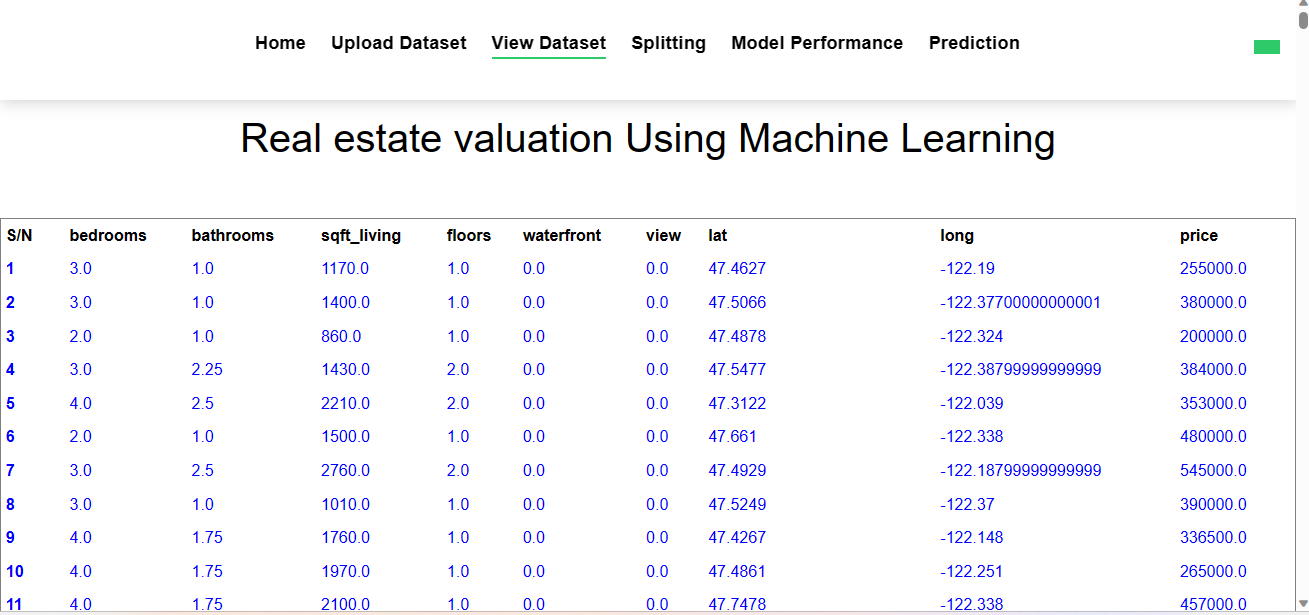 Home Upload Dataset View Dataset Splitting Model Performance Prediction
Real estate valuation Using Machine Learning
S/N bedrooms bathrooms sqft_living floors waterfront view lat long price
1 3.0 1.0 1170.0 1.0 0.0 0.0 47.4627 -122.19 255000.0
2 3.0 1.0 1400.0 1.0 0.0 0.0 47.5066 -122.37700000000001 380000.0
3 2.0 1.0 860.0 1.0 0.0 0.0 47.4878 -122.324 200000.0
4 3.0 2.25 1430.0 2.0 0.0 0.0 47.5477 -122.38799999999999 384000.0
5 4.0 2.5 2210.0 2.0 0.0 0.0 47.3122 -122.039 353000.0
6 2.0 1.0 1500.0 1.0 0.0 0.0 47.661 -122.338 480000.0
7 3.0 2.5 2760.0 2.0 0.0 0.0 47.4929 -122.18799999999999 545000.0
8 3.0 1.0 1010.0 1.0 0.0 0.0 47.5249 -122.37 390000.0
9 4.0 1.75 1760.0 1.0 0.0 0.0 47.4267 -122.148 336500.0
10 4.0 1.75 1970.0 1.0 0.0 0.0 47.4861 -122.251 265000.0
11 4.0 1.75 2100.0 1.0 0.0 0.0 47.7478 -122.338 457000.0